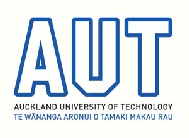 AUT
AUCKLAND UNIVERSITY OF TECHNOLOGY
TE WĀNANGA ARONUI O TAMAKI MAKAU RAU